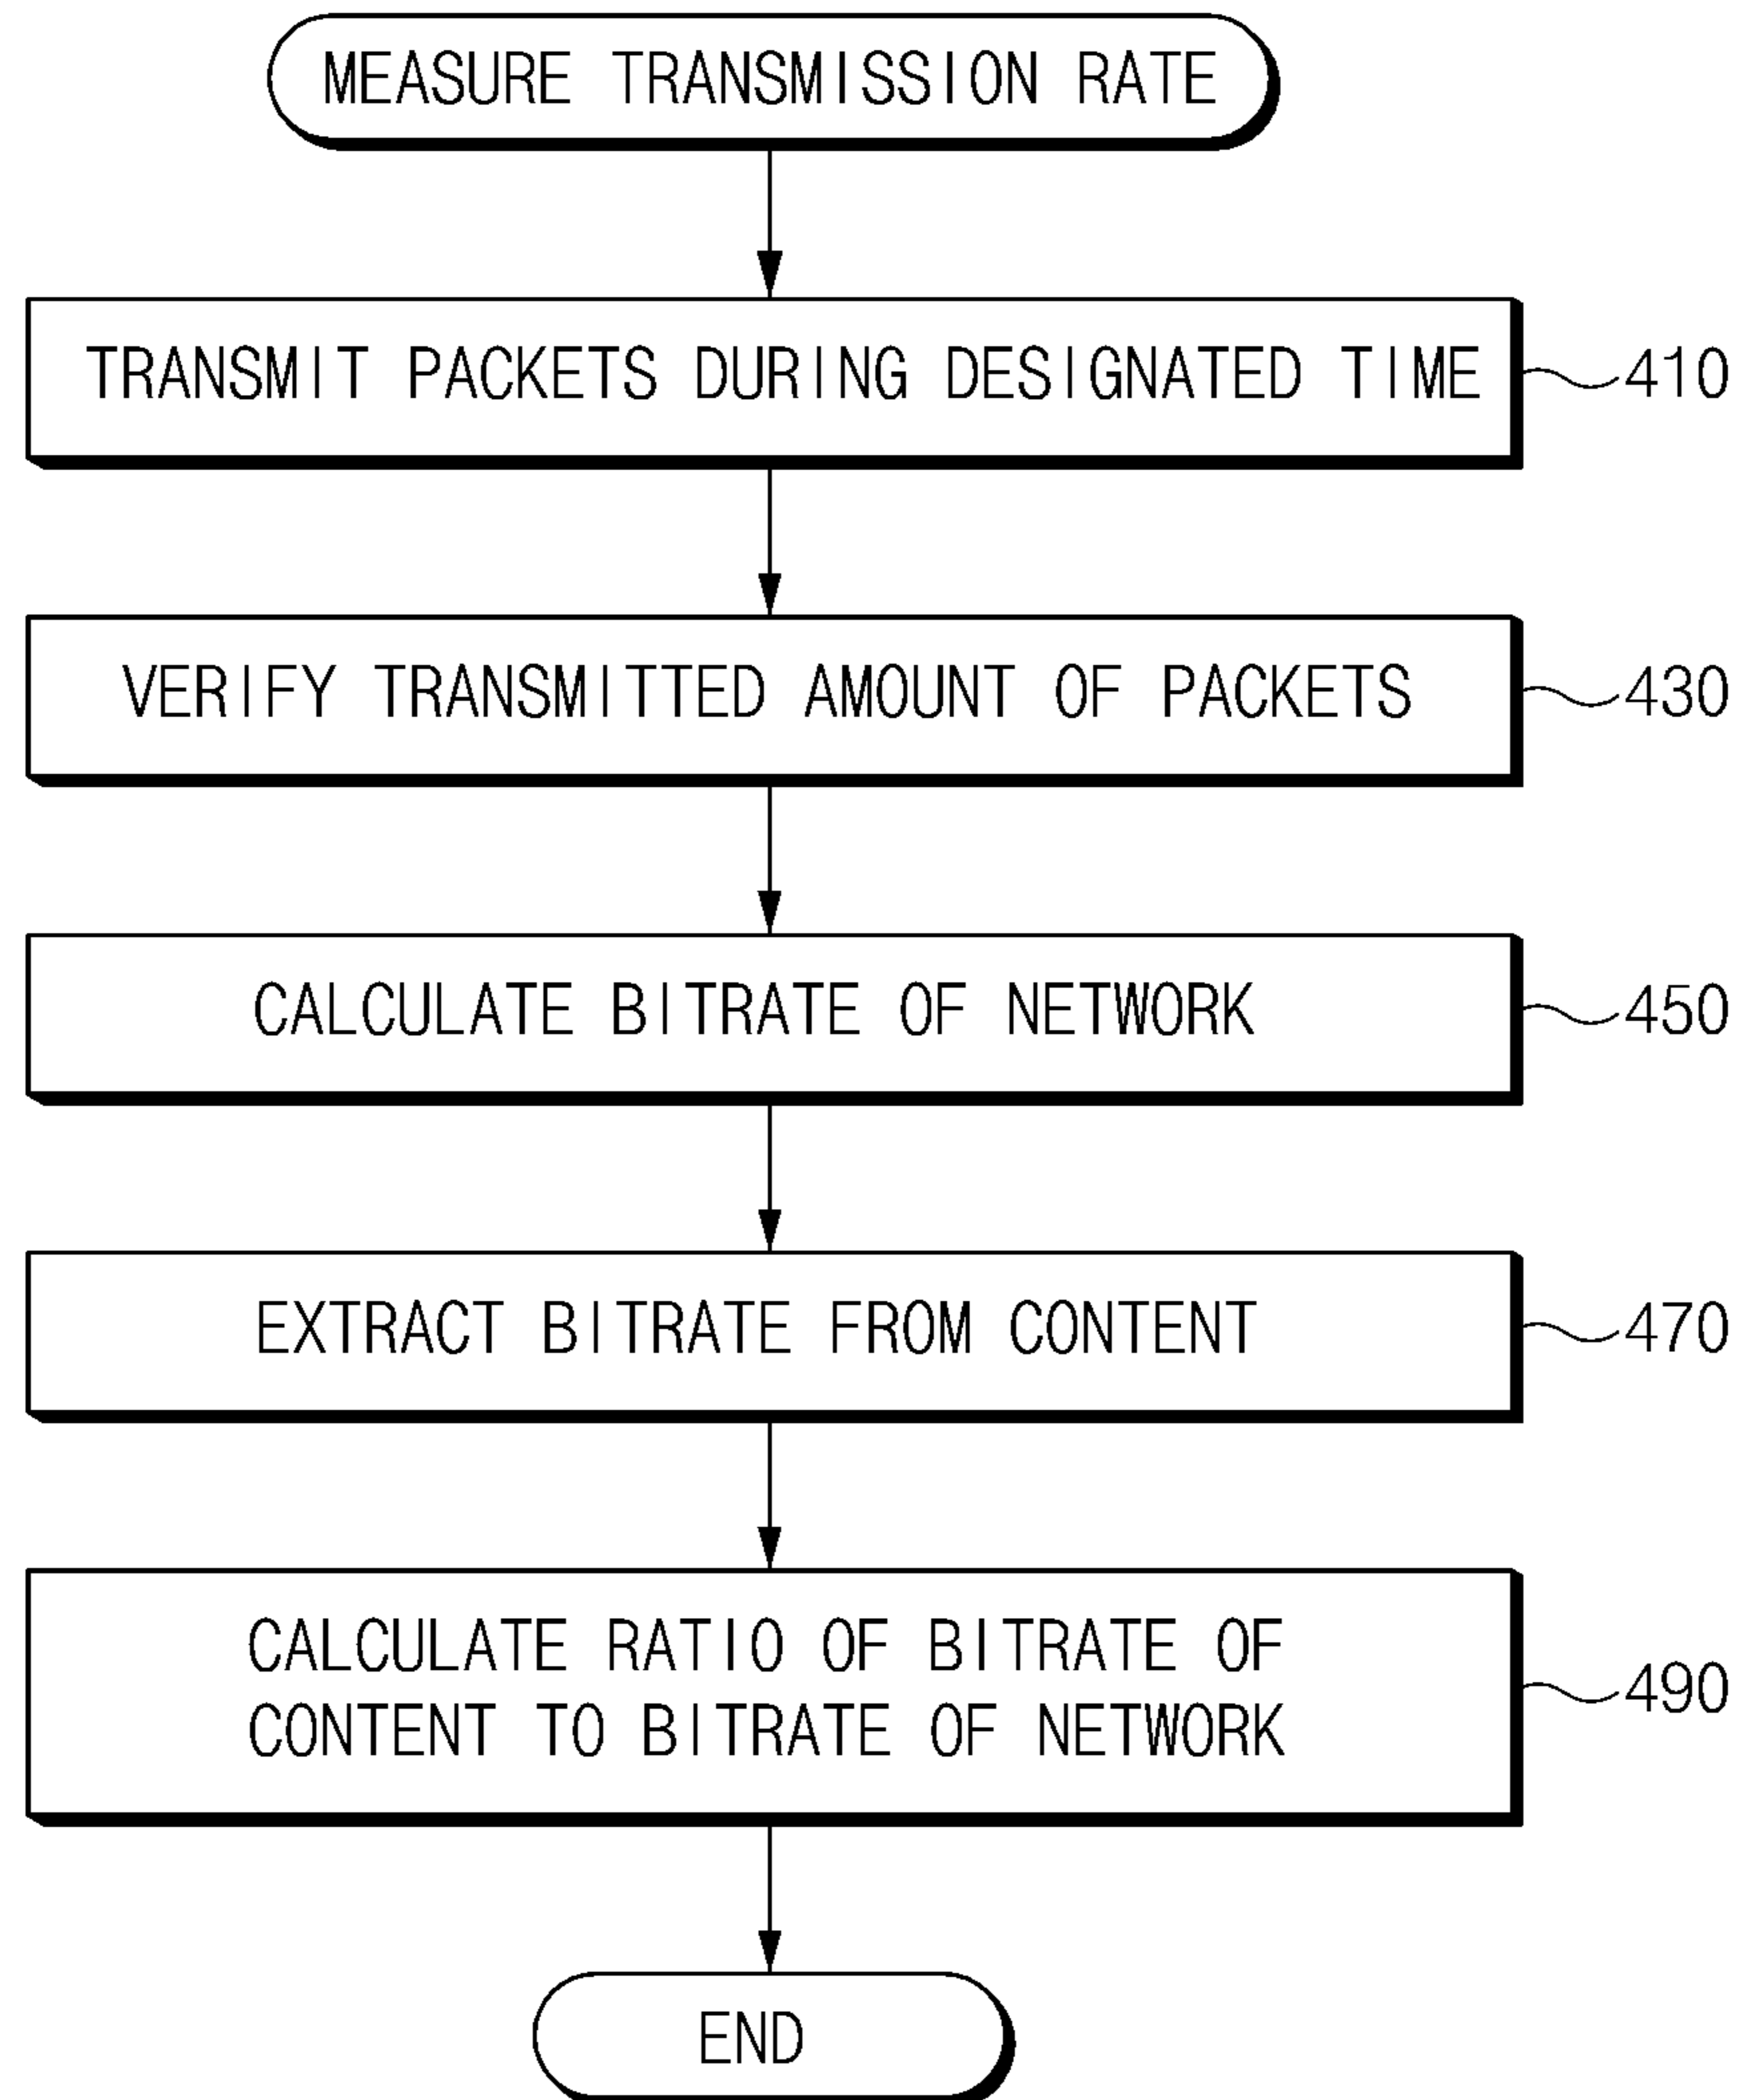 MEASURE TRANSMISSION RATE
TRANSMIT PACKETS DURING DESIGNATED TIME
410
VERIFY TRANSMITTED AMOUNT OF PACKETS
430
CALCULATE BITRATE OF NETWORK
450
EXTRACT BITRATE FROM CONTENT
470
CALCULATE RATIO OF BITRATE OF
CONTENT TO BITRATE OF NETWORK
490
END